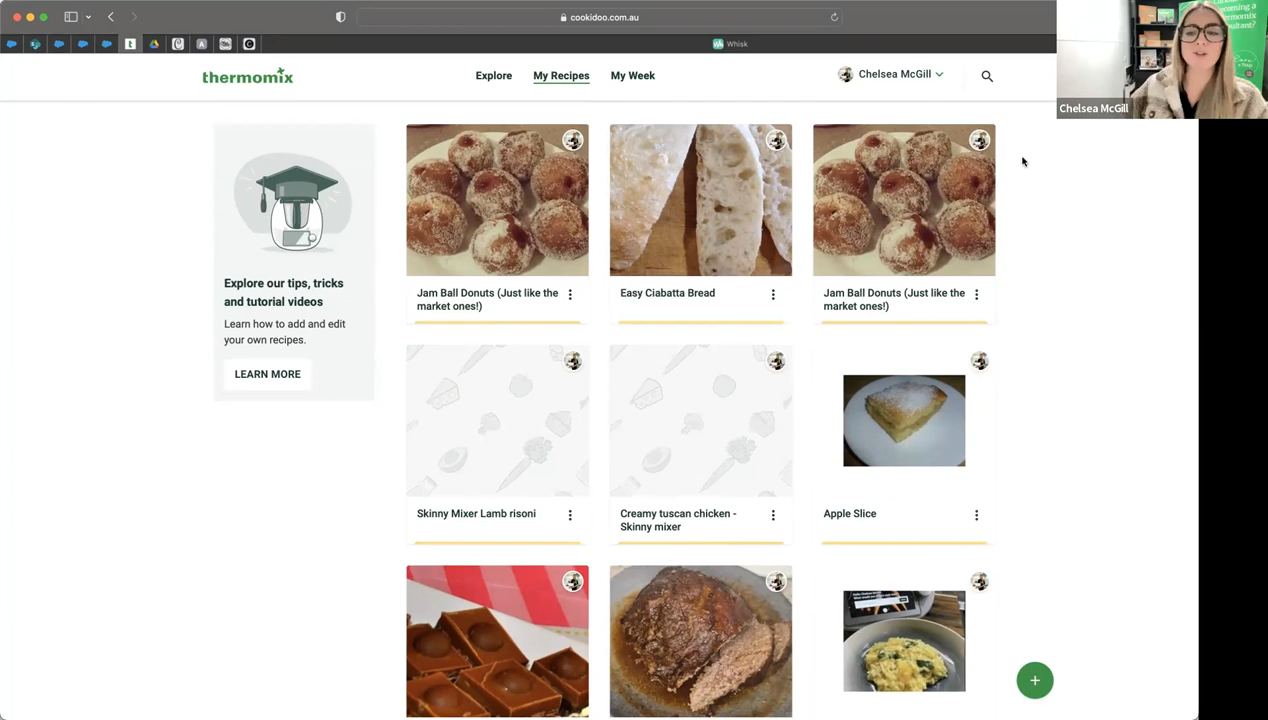 cookidoo.com.au
Whisk
thermomix
Explore
My Recipes
My Week
Chelsea McGill
Chelsea McGill
Explore our tips, tricks
and tutorial videos
Learn how to add and edit
your own recipes.
LEARN MORE
Jam Ball Donuts (Just like the
market ones!)
Easy Ciabatta Bread
Jam Ball Donuts (Just like the
market ones!)
Skinny Mixer Lamb risoni
Creamy tuscan chicken -
Skinny mixer
Apple Slice